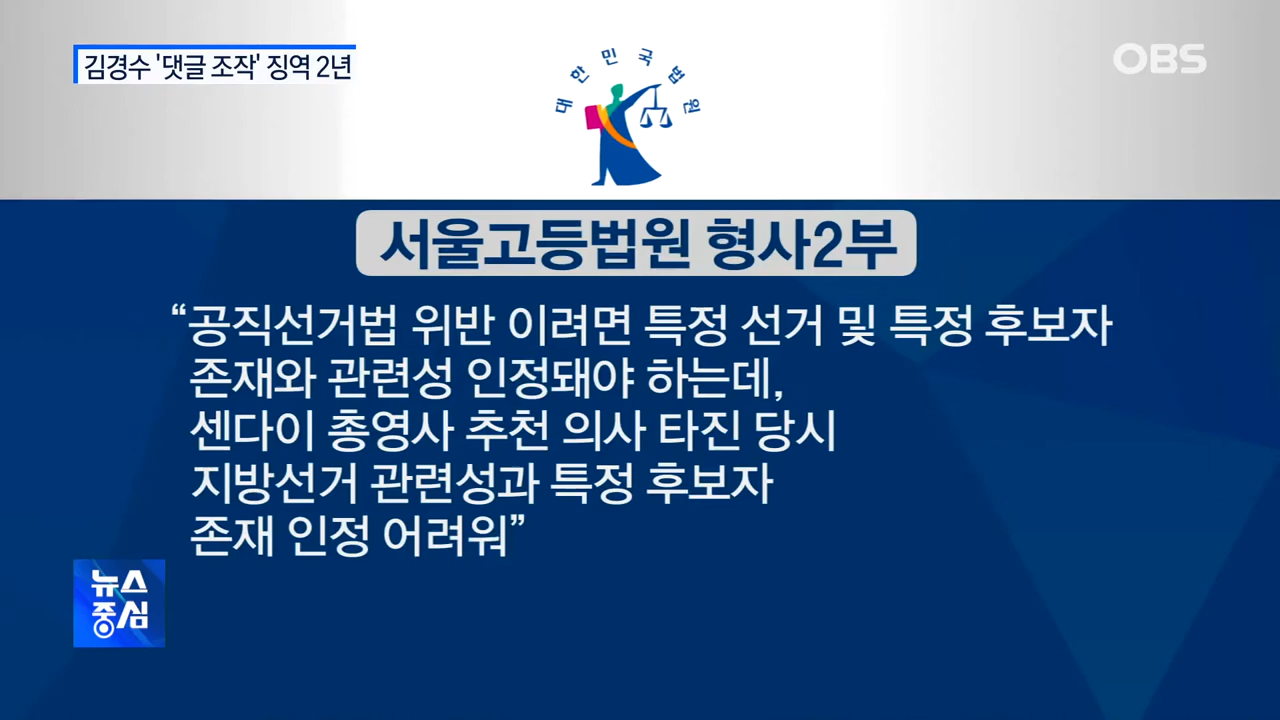 김경수 '댓글 조작' 징역 2년
대한민국법원
OBS
서울고등법원 형사2부
“공직선거법 위반 이려면 특정 선거 및 특정 후보자
존재와 관련성 인정돼야 하는데,
센다이 총영사 추천 의사 타진 당시
지방선거 관련성과 특정 후보자
존재 인정 어려워”
뉴스
중심